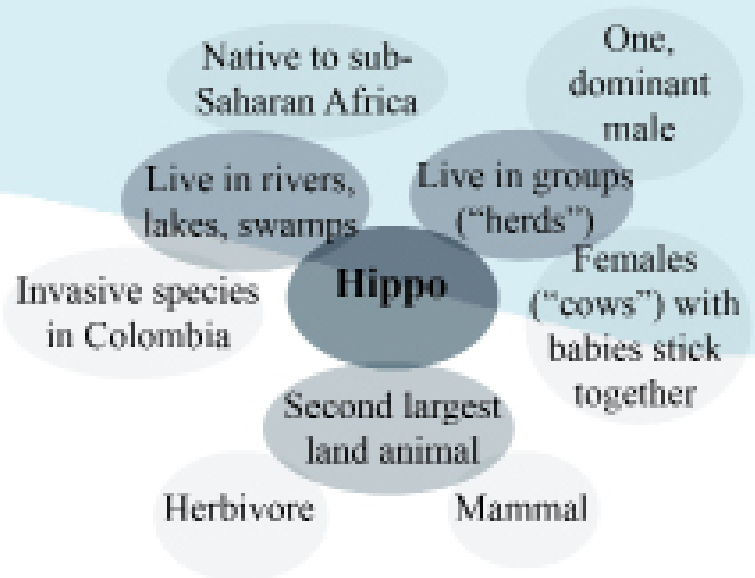 Native to sub-
Saharan Africa
One,
dominant
male
Live in rivers,
lakes, swamps
Live in groups
(“herds”)
Hippo
Invasive species
in Colombia
Females
(“cows”) with
babies stick
together
Second largest
land animal
Herbivore
Mammal